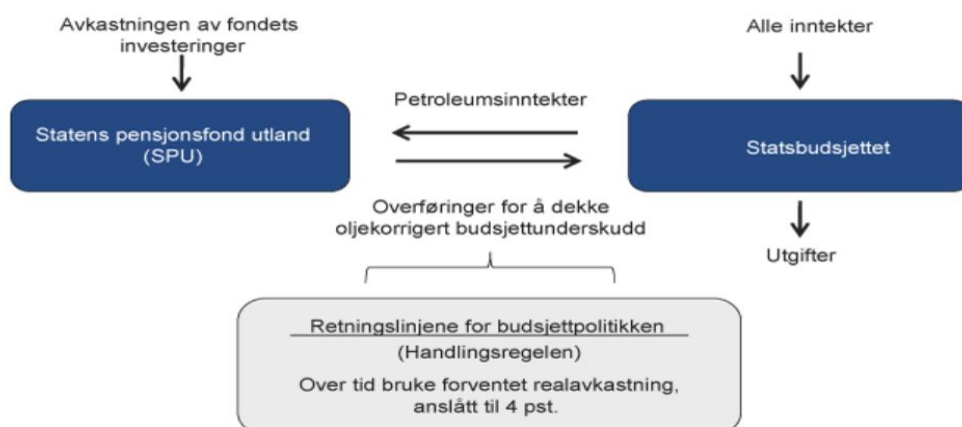 Avkastningen av fondets
investeringer
Alle inntekter
Statens pensjonsfond utland
(SPU)
Petroleumsinntekter
Statsbudsjettet
Overføringer for å dekke
oljekorrigert budsjettunderskudd
Utgifter
Retningslinjene for budsjettpolitikken
(Handlingsregelen)
Over tid bruke forventet realavkastning,
anslått til 4 pst.